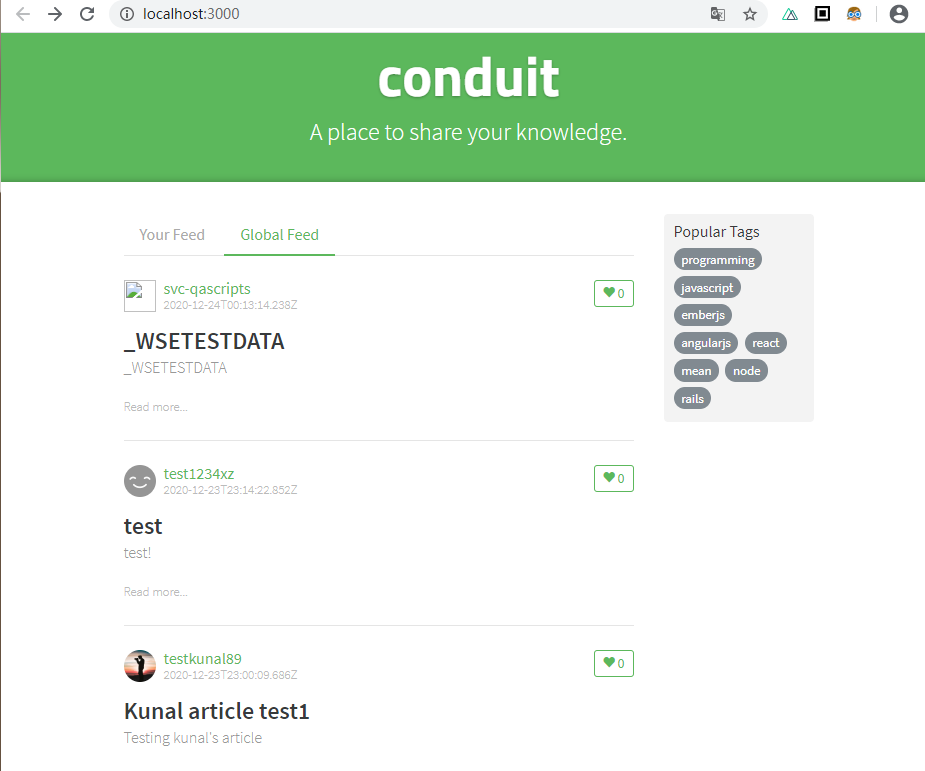 localhost:3000
conduit
A place to share your knowledge.
Your Feed Global Feed
svc-qascripts
2020-12-24T00:13:14.238Z
0
_WSETESTDATA
_WSETESTDATA
Read more...
test1234xz
2020-12-23T23:14:22.852Z
0
test
test!
Read more...
testkunal89
2020-12-23T23:00:09.686Z
0
Kunal article test1
Testing kunal's article
Popular Tags
programming
javascript
emberjs
angularjs react
mean node
rails